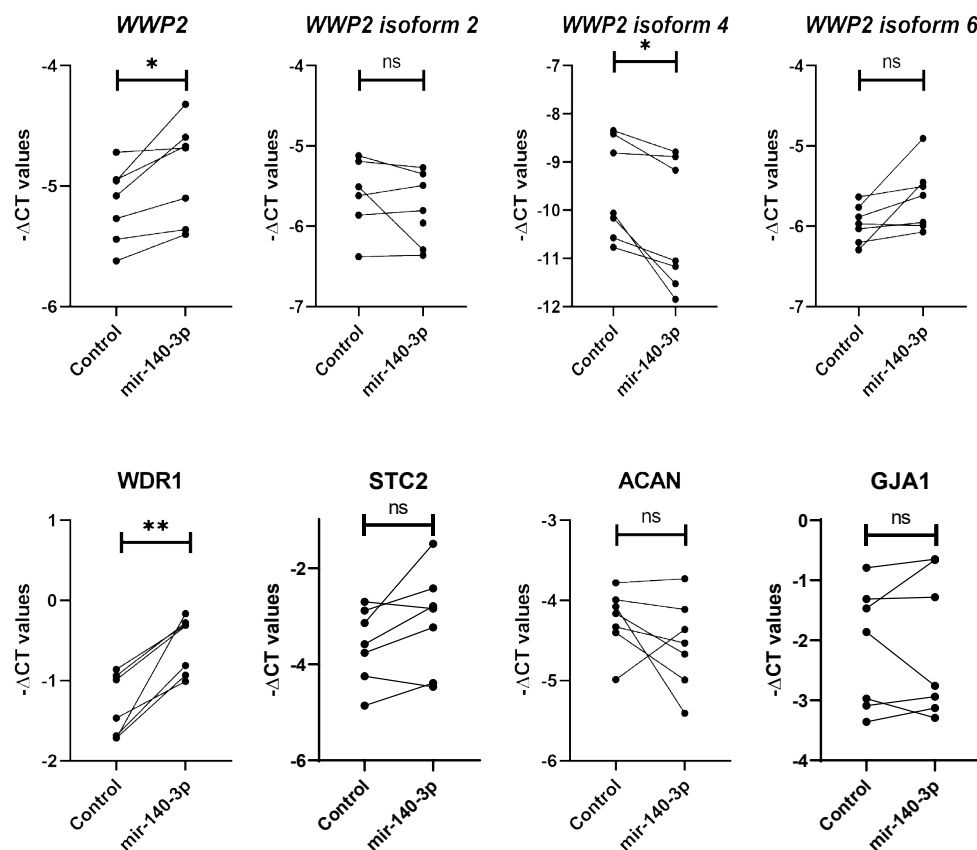 WWP2
*
-4
-5
-6
-ΔCT values
Control
mir-140-3p
WWP2 isoform 2
ns
-4
-5
-6
-7
-ΔCT values
Control
mir-140-3p
WWP2 isoform 4
*
-7
-8
-9
-10
-11
-12
-ΔCT values
Control
mir-140-3p
WWP2 isoform 6
ns
-4
-5
-6
-7
-ΔCT values
Control
mir-140-3p
WDR1
**
1
0
-1
-2
-ΔCT values
Control
mir-140-3p
STC2
ns
-2
-4
-6
-ΔCT values
Control
mir-140-3p
ACAN
ns
-3
-4
-5
-6
-ΔCT values
Control
mir-140-3p
GJA1
ns
0
-1
-2
-3
-4
-ΔCT values
Control
mir-140-3p